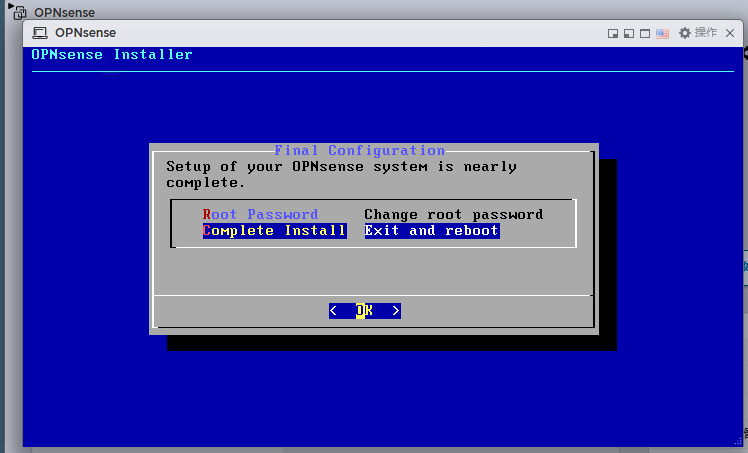 OPNsense
OPNsense 操作
OPNsense Installer
Final Configuration
Setup of your OPNsense system is nearly
complete.
Root Password Change root password
Complete Install Exit and reboot
< OK >